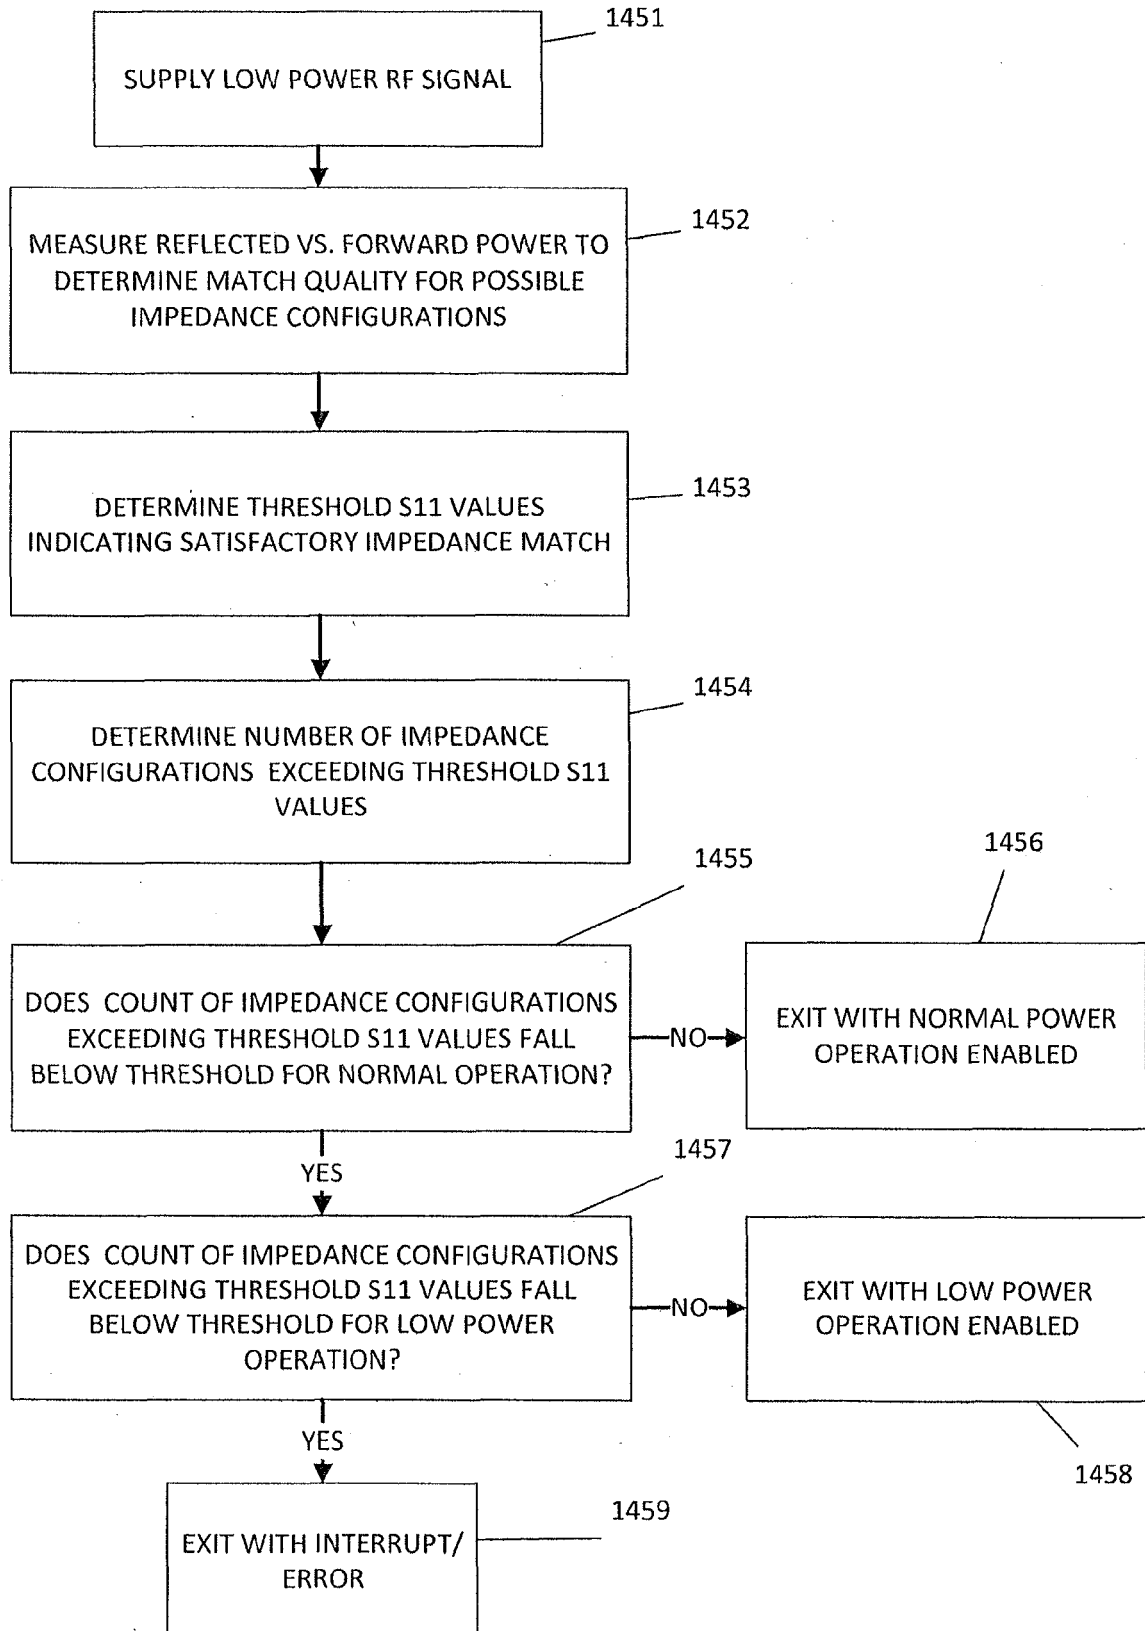 1451
SUPPLY LOW POWER RF SIGNAL
1452
MEASURE REFLECTED VS. FORWARD POWER TO
DETERMINE MATCH QUALITY FOR POSSIBLE
IMPEDANCE CONFIGURATIONS
1453
DETERMINE THRESHOLD S11 VALUES
INDICATING SATISFACTORY IMPEDANCE MATCH
1454
DETERMINE NUMBER OF IMPEDANCE
CONFIGURATIONS EXCEEDING THRESHOLD S11
VALUES
1455
1456
DOES COUNT OF IMPEDANCE CONFIGURATIONS
EXCEEDING THRESHOLD S11 VALUES FALL
BELOW THRESHOLD FOR NORMAL OPERATION?
NO
EXIT WITH NORMAL POWER
OPERATION ENABLED
YES
1457
DOES COUNT OF IMPEDANCE CONFIGURATIONS
EXCEEDING THRESHOLD S11 VALUES FALL
BELOW THRESHOLD FOR LOW POWER
OPERATION?
NO
EXIT WITH LOW POWER
OPERATION ENABLED
YES
1458
1459
EXIT WITH INTERRUPT/
ERROR